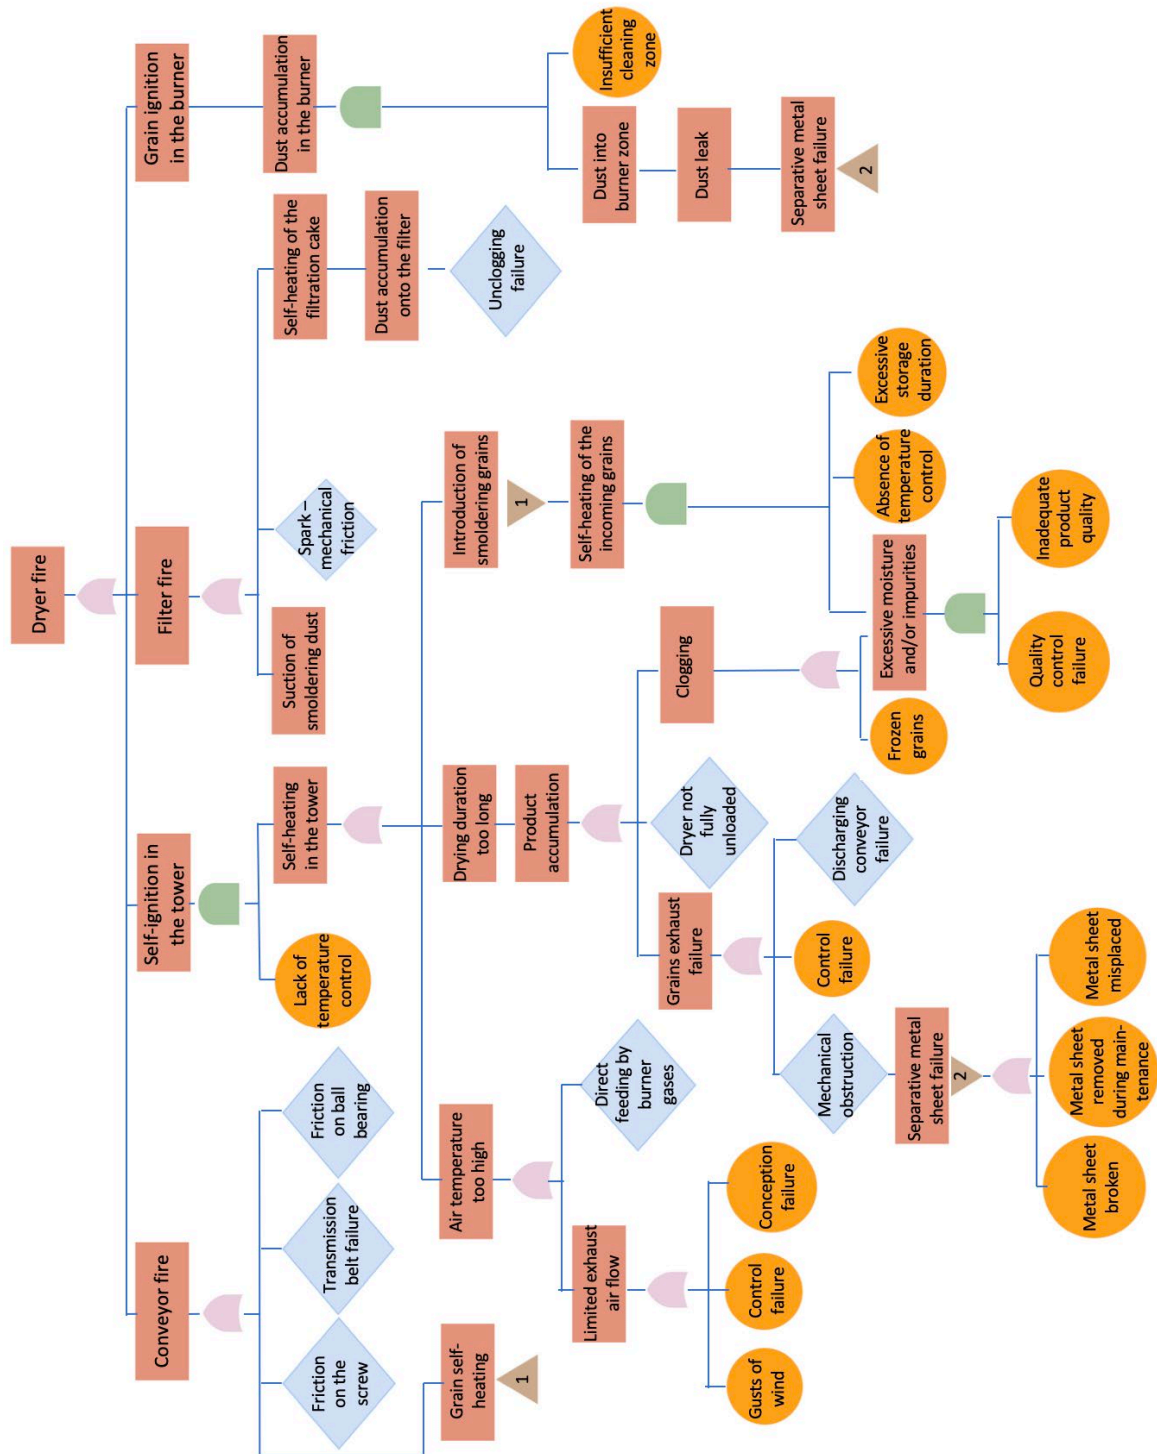 Dryer fire
Conveyor fire
Self-ignition in
the tower
Filter fire
Grain ignition
in the burner
Friction
on the
screw
Transmission
belt failure
Friction
on ball
bearing
Lack of
temperature
control
Self-heating
in the tower
Suction of
smoldering dust
Spark –
mechanical
friction
Self-heating of the
filtration cake
Dust accumulation
in the burner
Dust accumulation
onto the filter
Grain self-
heating
1
Air temperature
too high
Drying duration
too long
Introduction of
smoldering grains
1
Unclogging
failure
Product
accumulation
Self-heating of the
incoming grains
Dust into
burner zone
Insufficient
cleaning
zone
Dust leak
Separative metal
sheet failure
2
Limited exhaust
air flow
Direct
feeding by
burner
gases
Grains exhaust
failure
Dryer not
fully
unloaded
Clogging
Gusts of
wind
Control
failure
Conception
failure
Mechanical
obstruction
Control
failure
Discharging
conveyor
failure
Frozen
grains
Excessive moisture
and/or impurities
Absence of
temperature
control
Excessive
storage
duration
Separative metal
sheet failure
2
Quality
control
failure
Inadequate
product
quality
Metal sheet
broken
Metal sheet
removed
during main-
tenance
Metal sheet
misplaced